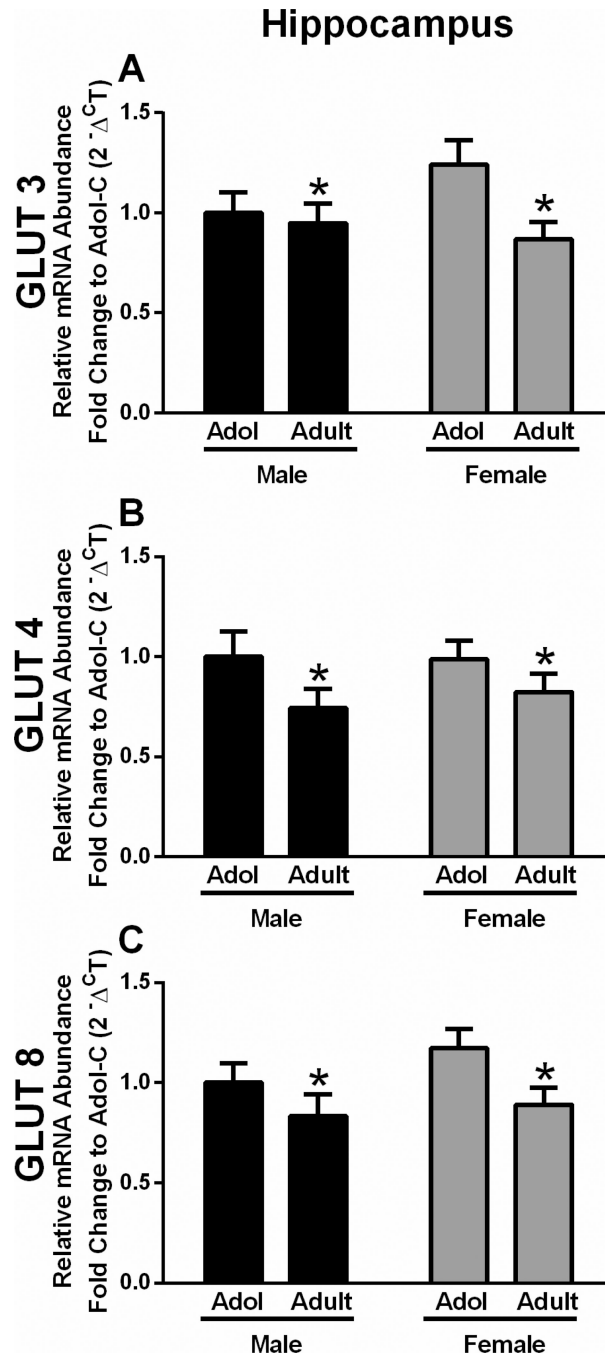 Hippocampus
A
GLUT 3
Relative mRNA Abundance
Fold Change to Adol-C (2 -ΔCT)
1.5
1.0
0.5
0.0
*
*
Adol Adult Adol Adult
Male Female
B
GLUT 4
Relative mRNA Abundance
Fold Change to Adol-C (2 -ΔCT)
1.5
1.0
0.5
0.0
*
*
Adol Adult Adol Adult
Male Female
C
GLUT 8
Relative mRNA Abundance
Fold Change to Adol-C (2 -ΔCT)
1.5
1.0
0.5
0.0
*
*
Adol Adult Adol Adult
Male Female